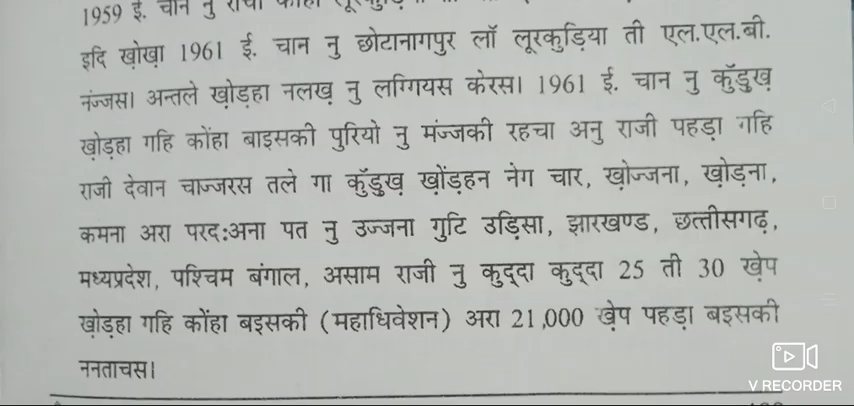 1959 ई. चान नु
इदि ख़ोख़ा 1961 ई. चान नु छोटानागपुर लॉ लूरकुड़िया ती एल.एल.बी.
नंज्जस। अन्तले ख़ोड़हा नलख़ नु लग्गियस केरस। 1961 ई. चान नु कुँड़ुख़
ख़ोड़हा गहि कोंहा बाइसकी पुरियो नु मंज्जकी रहचा अनु राजी पहड़ा गहि
राजी देवान चाज्जरस तले गा कुँड़ुख़ ख़ोंड़हन नेग चार, ख़ोज्जना, ख़ोड़ना,
कमना अरा परद:अना पत नु उज्जना गुटि उड़िसा, झारखण्ड, छत्तीसगढ़,
मध्यप्रदेश, पश्चिम बंगाल, असाम राजी नु कुद्दा कुद्दा 25 ती 30 ख़ेप
ख़ोड़हा गहि कोंहा बइसकी (महाधिवेशन) अरा 21,000 ख़ेप पहड़ा बइसकी
ननताचस।
V RECORDER